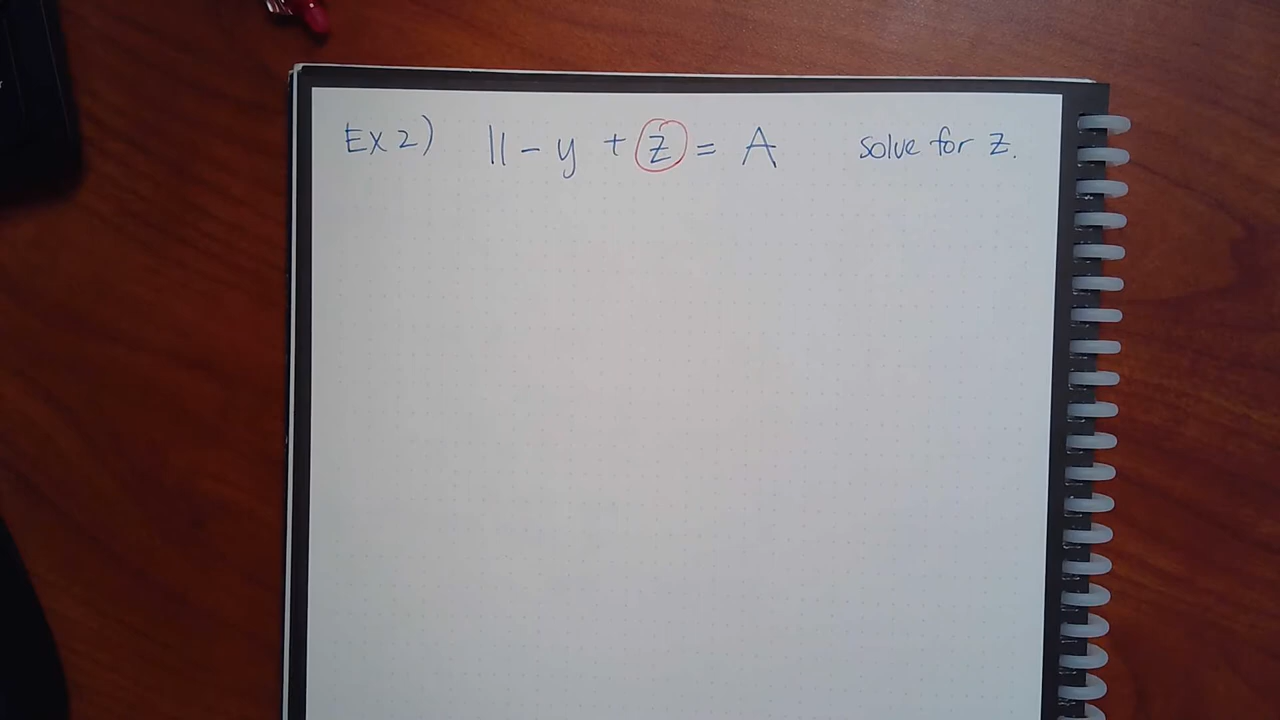 Ex 2) 11 - y + z = A solve for z.